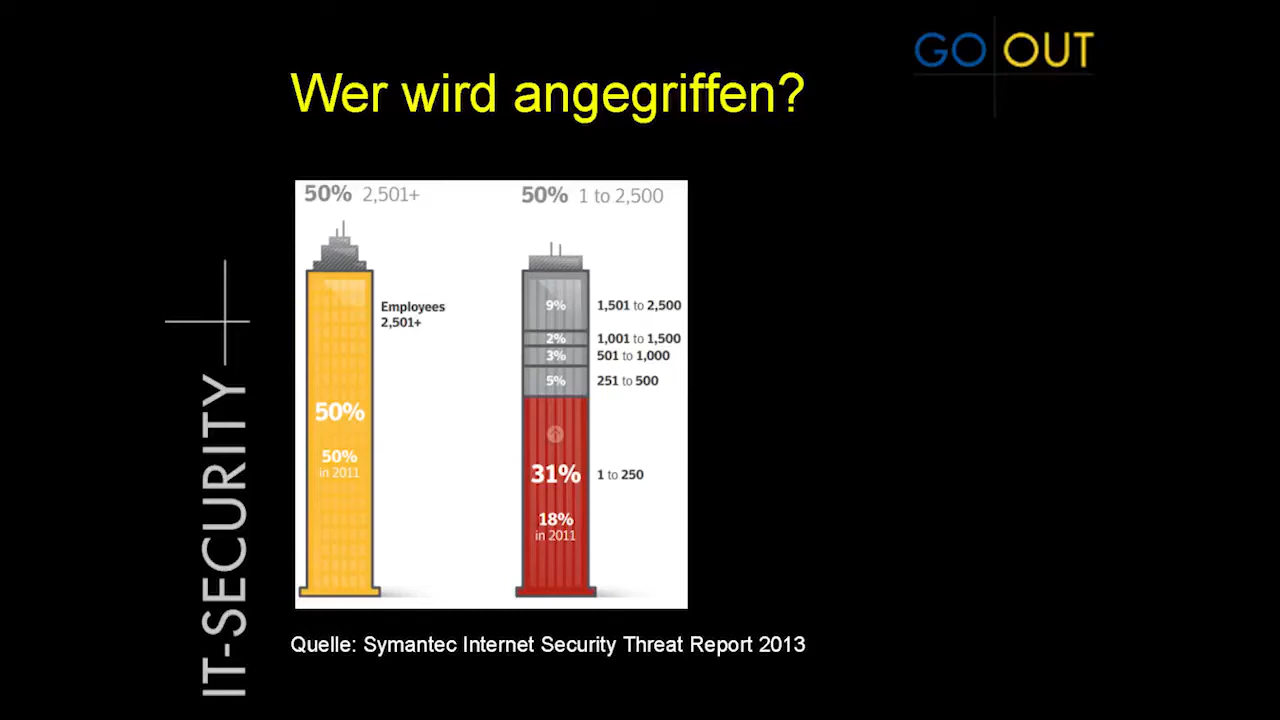 GO OUT
Wer wird angegriffen?
50% 2,501+
50% 1 to 2,500
Employees
2,501+
50%
50%
in 2011
9% 1,501 to 2,500
2% 1,001 to 1,500
3% 501 to 1,000
5% 251 to 500
31% 1 to 250
18%
in 2011
IT-SECURITY
Quelle: Symantec Internet Security Threat Report 2013